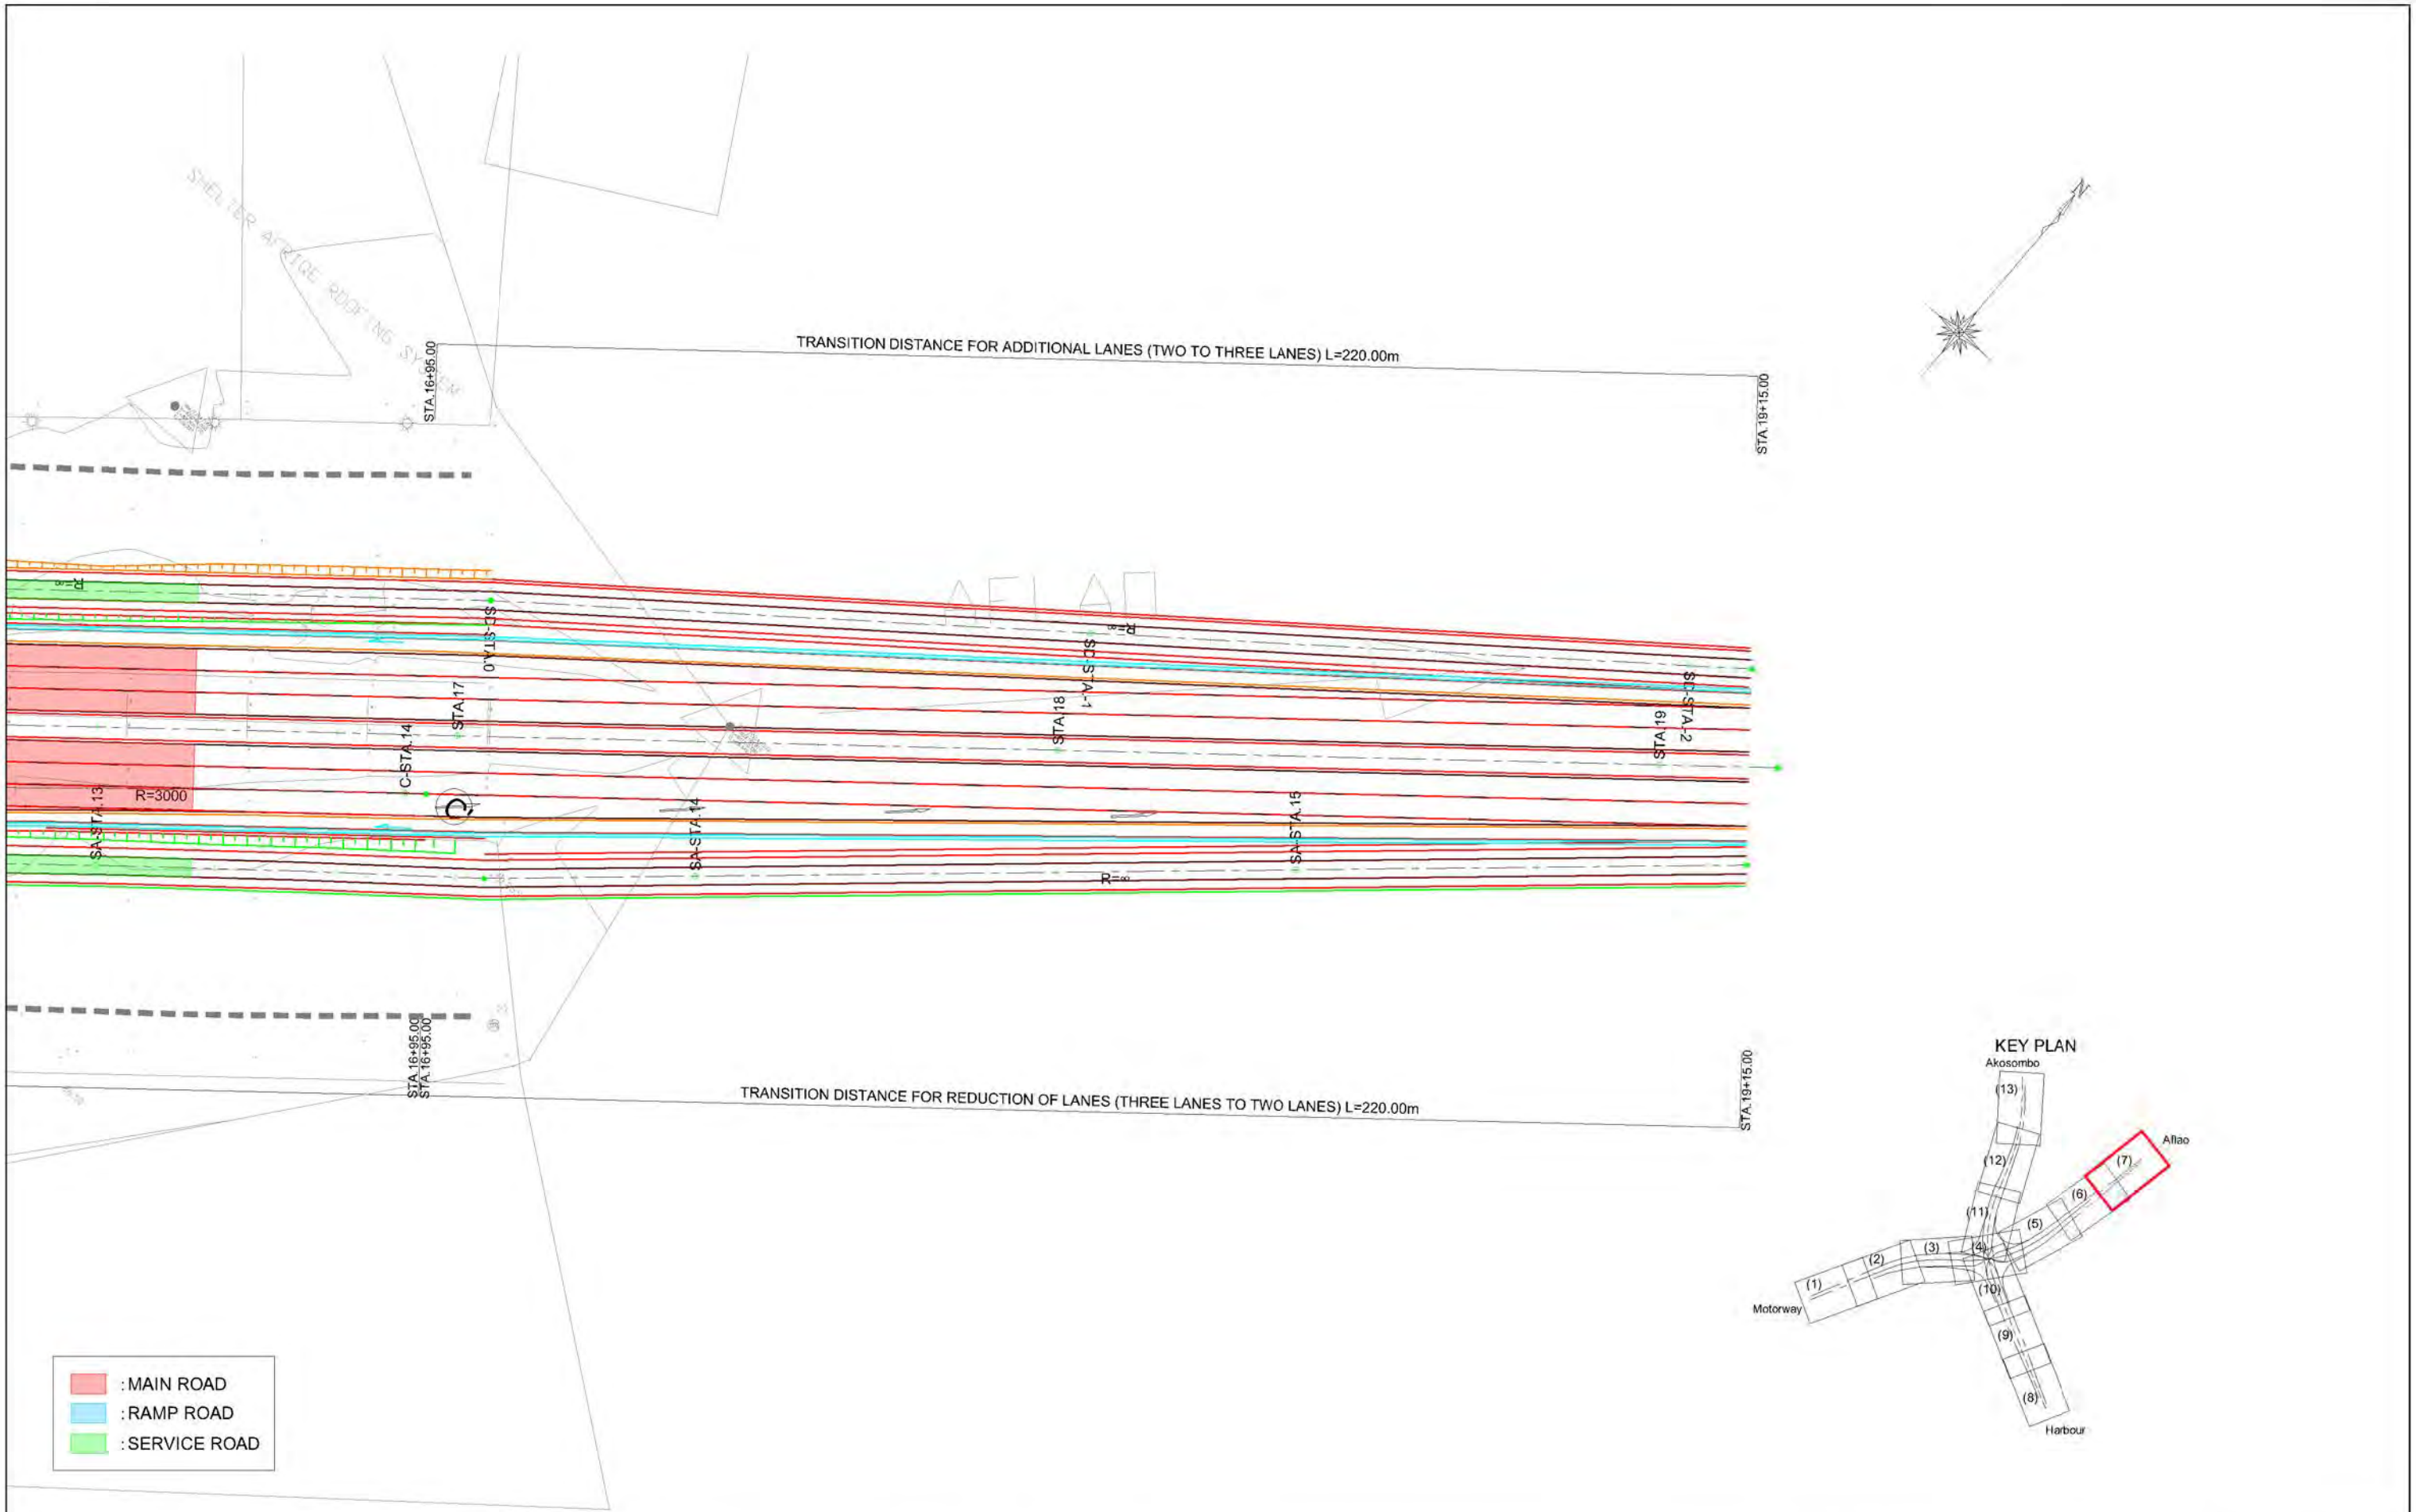 SHELTER AFRIQE ROOFING SYSTEM
TRANSITION DISTANCE FOR ADDITIONAL LANES (TWO TO THREE LANES) L=220.00m
STA.16+95.00
STA.19+15.00
N
AFLAO
R=∞
R=∞
SD-STA.0
SD-STA.-1
SD-STA.-2
STA.17
STA.18
STA.19
C-STA.14
R=3000
SA-STA.13
SA-STA.14
SA-STA.15
R=∞
STA.16+95.00
STA.16+95.00
TRANSITION DISTANCE FOR REDUCTION OF LANES (THREE LANES TO TWO LANES) L=220.00m
STA.19+15.00
KEY PLAN
Akosombo
(13)
Aflao
(12)
(7)
(6)
(11)
(5)
(4)
(3)
(2)
(1)
(10)
Motorway
(9)
(8)
Harbour
:MAIN ROAD
:RAMP ROAD
:SERVICE ROAD